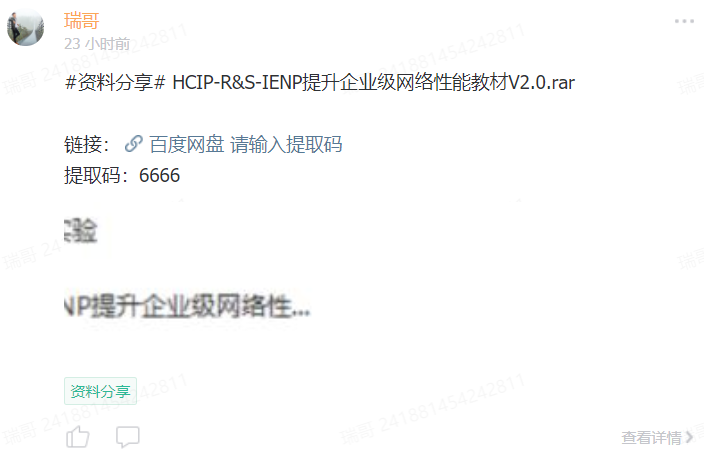 瑞哥
23 小时前
#资料分享# HCIP-R&S-IENP提升企业级网络性能教材V2.0.rar
链接： 百度网盘 请输入提取码
提取码：6666
实验
NP提升企业级网络性...
资料分享
查看详情
瑞哥 241881454242811